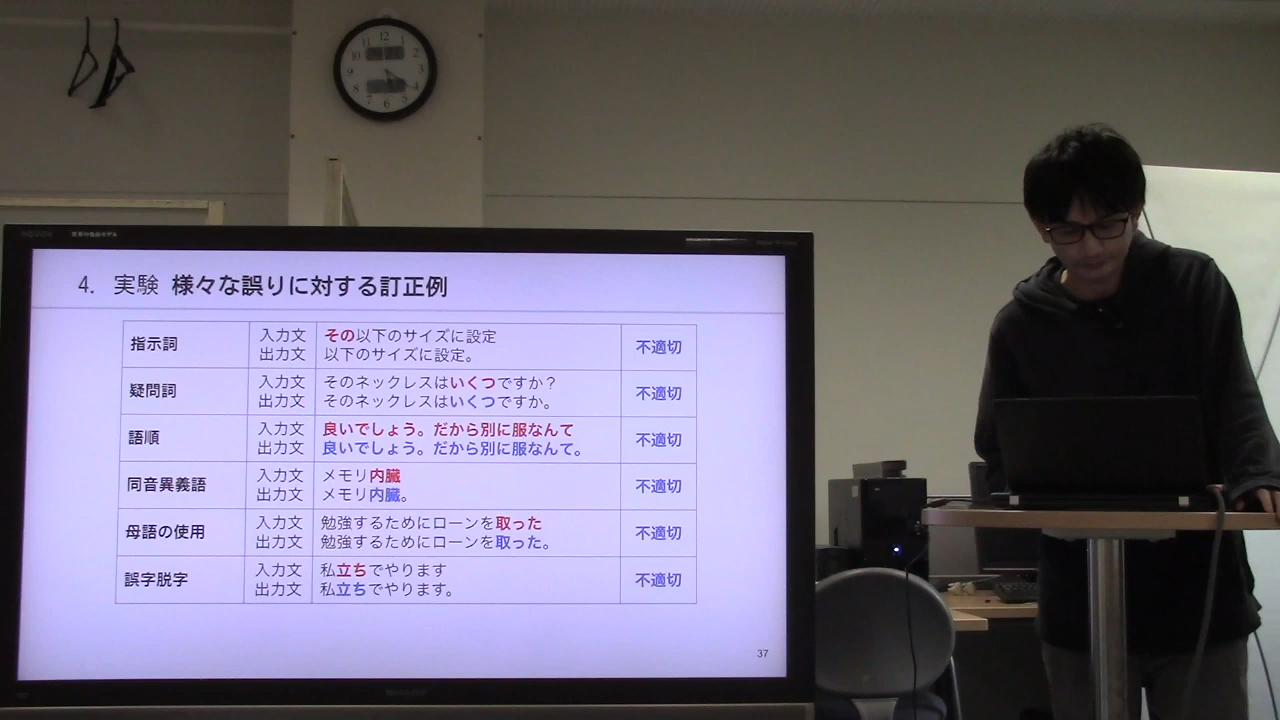 4. 実験 様々な誤りに対する訂正例
指示詞 入力文 その以下のサイズに設定 不適切
出力文 以下のサイズに設定。
疑問詞 入力文 そのネックレスはいくつですか？ 不適切
出力文 そのネックレスはいくつですか。
語順 入力文 良いでしょう。だから別に服なんて 不適切
出力文 良いでしょう。だから別に服なんて。
同音異義語 入力文 メモリ内臓 不適切
出力文 メモリ内臓。
母語の使用 入力文 勉強するためにローンを取った 不適切
出力文 勉強するためにローンを取った。
誤字脱字 入力文 私立ちでやります 不適切
出力文 私立ちでやります。
37
12
1
2
4
5
6
7
8
9
10
11